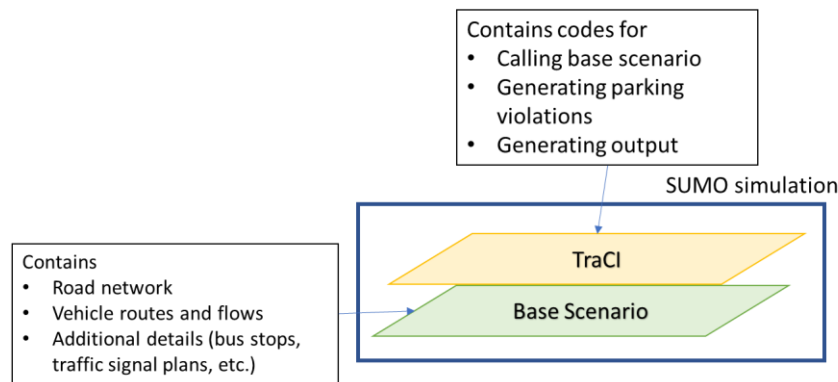 Contains codes for
• Calling base scenario
• Generating parking
violations
• Generating output
SUMO simulation
TraCI
Base Scenario
Contains
• Road network
• Vehicle routes and flows
• Additional details (bus stops,
traffic signal plans, etc.)